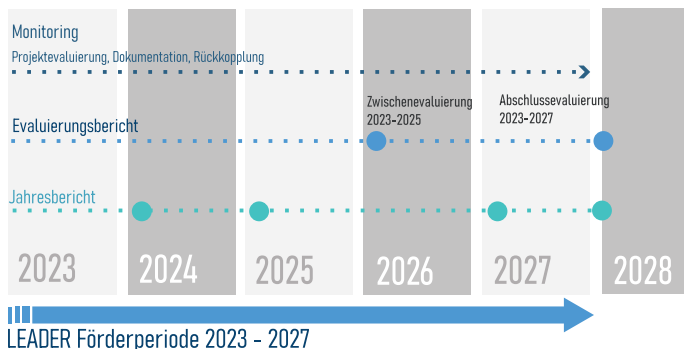 Monitoring
Projektevaluierung, Dokumentation, Rückkopplung
Zwischenevaluierung
2023-2025
Abschlussevaluierung
2023-2027
Evaluierungsbericht
Jahresbericht
2023
2024
2025
2026
2027
2028
LEADER Förderperiode 2023 - 2027